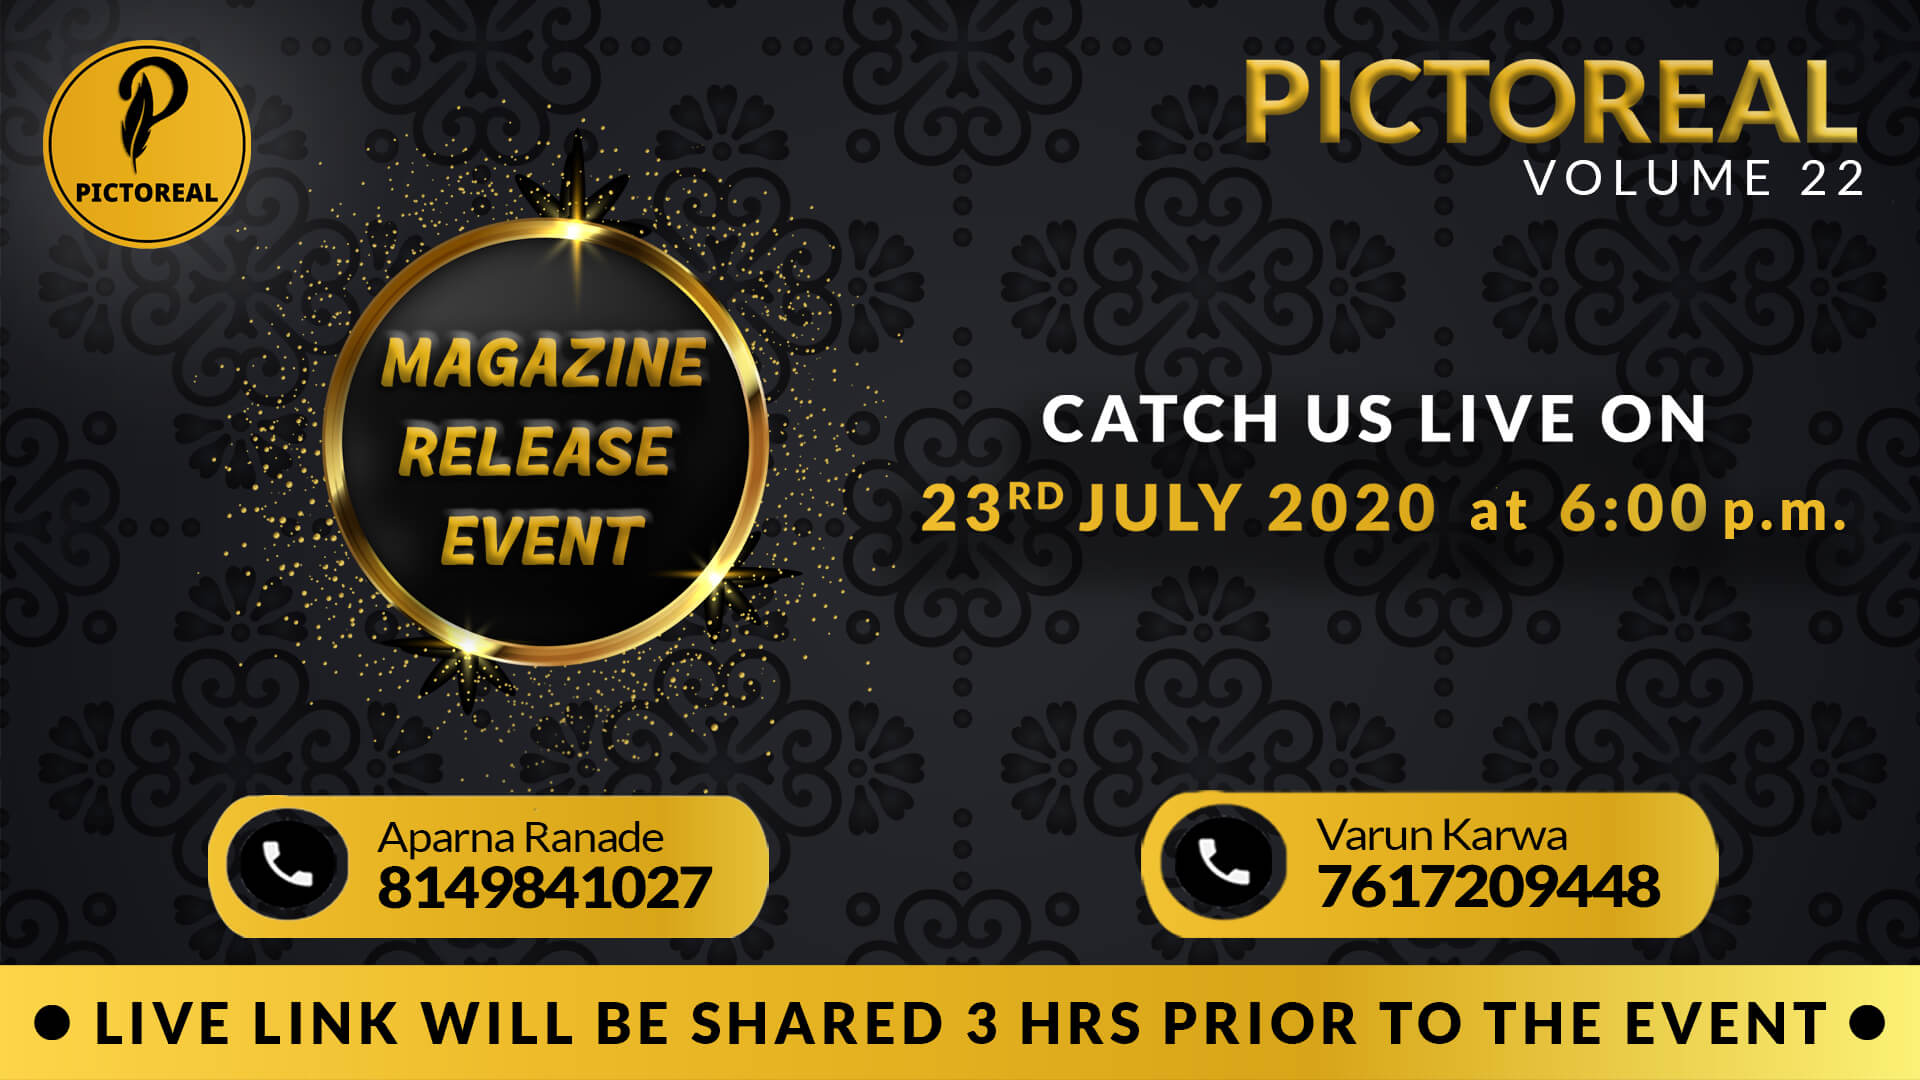 PICTOREAL
PICTOREAL
VOLUME 22
MAGAZINE
RELEASE
EVENT
CATCH US LIVE ON
23RD JULY 2020 at 6:00 p.m.
Aparna Ranade
8149841027
Varun Karwa
7617209448
● LIVE LINK WILL BE SHARED 3 HRS PRIOR TO THE EVENT ●